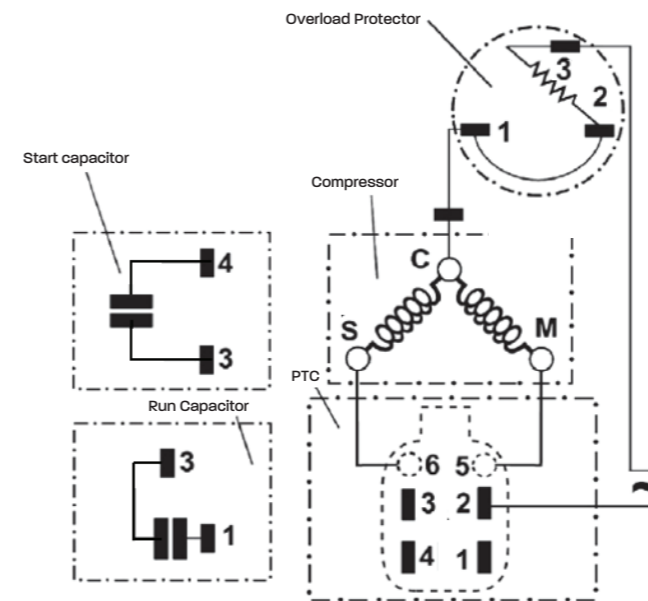 Overload Protector
3
2
1
Start capacitor
Compressor
4
C
3
S
M
PTC
Run Capacitor
3
6 5
3 2
1
4 1